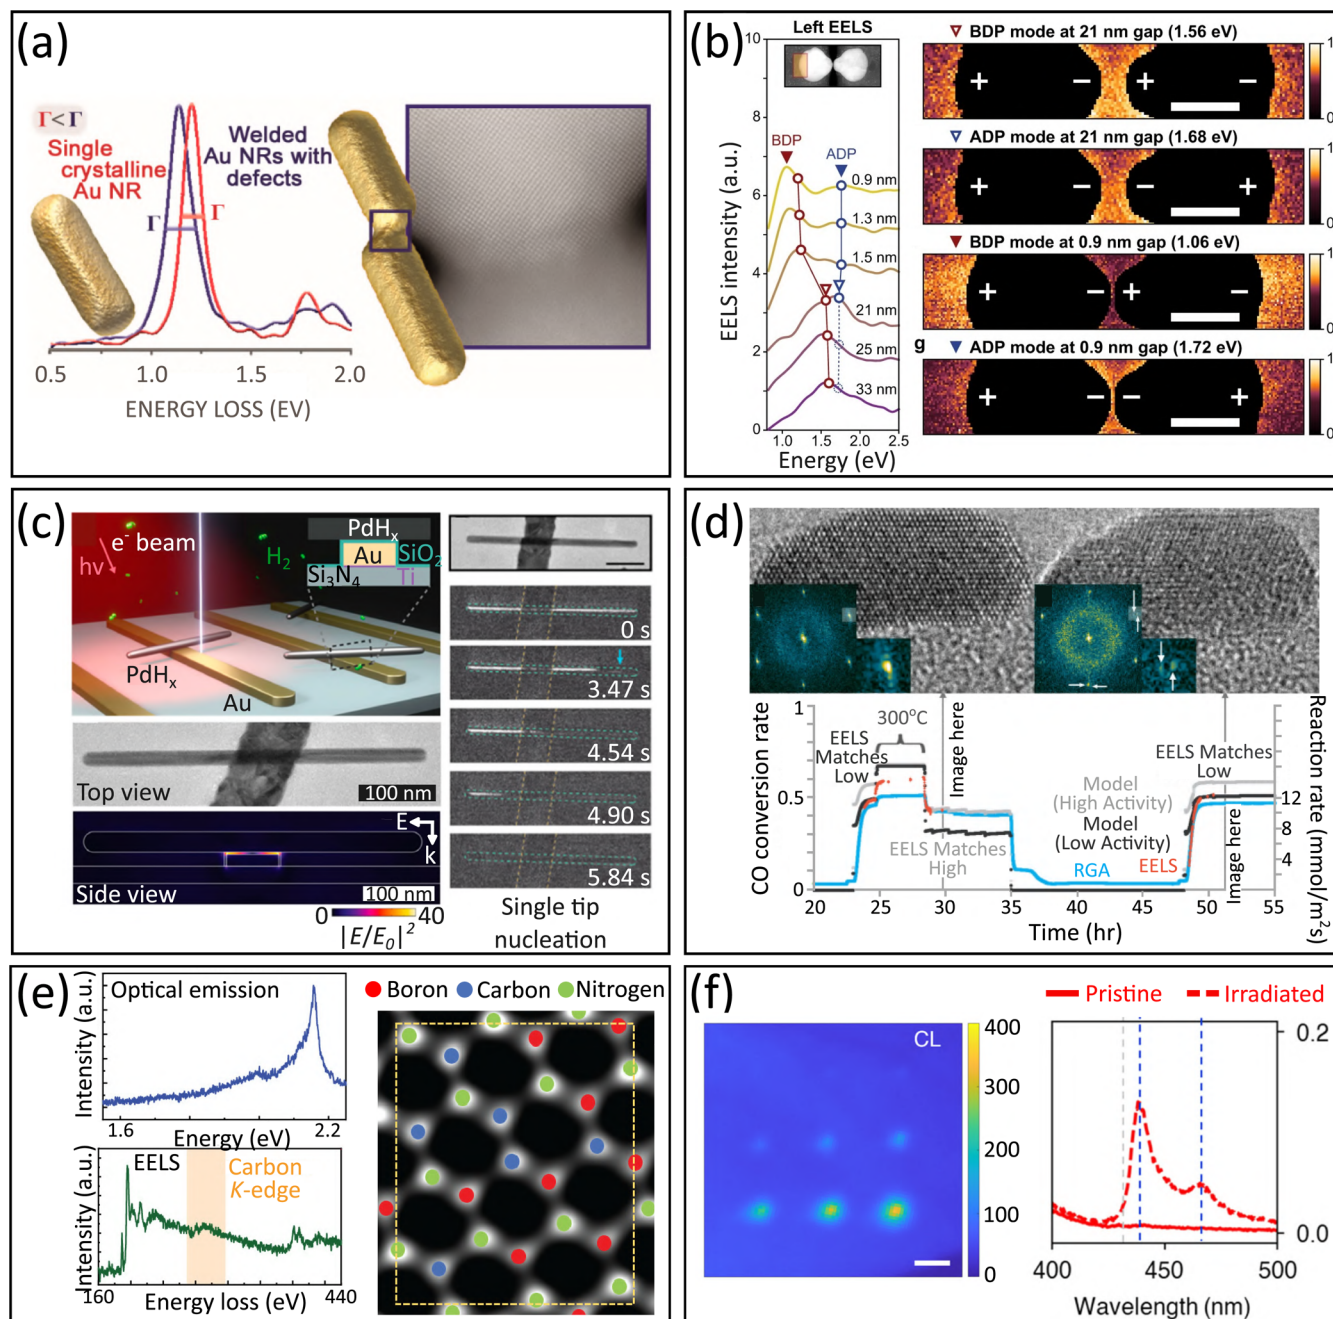 (a)
Γ<Γ
Single
crystalline
Au NR
Welded
Au NRs with
defects
Γ
Γ
0.5
1.0
1.5
2.0
ENERGY LOSS (EV)
(b)
Left EELS
EELS intensity (a.u.)
10
8
6
4
2
0
BDP
ADP
0.9 nm
1.3 nm
1.5 nm
21 nm
25 nm
33 nm
1.0
1.5
2.0
2.5
Energy (eV)
BDP mode at 21 nm gap (1.56 eV)
+ − + −
1
0
ADP mode at 21 nm gap (1.68 eV)
+ − − +
1
0
BDP mode at 0.9 nm gap (1.06 eV)
+ − + −
1
0
g
ADP mode at 0.9 nm gap (1.72 eV)
+ − − +
1
0
(c)
e⁻ beam
hν
H₂
PdHₓ
Au
SiO₂
Si₃N₄
Ti
PdHₓ
Au
Top view
100 nm
E
k
Side view
100 nm
0
40
|E/E₀|²
0 s
3.47 s
4.54 s
4.90 s
5.84 s
Single tip
nucleation
(d)
CO conversion rate
1
0.5
0
EELS
Matches
Low
300°C
Image here
EELS Matches
High
Model
(High Activity)
Model
(Low Activity)
RGA
EELS
EELS Matches
Low
Image here
12
8
4
Reaction rate (mmol/m²s)
20
25
30
35
40
45
50
55
Time (hr)
(e)
Optical emission
Intensity (a.u.)
1.6
2.2
Energy (eV)
EELS
Carbon
K-edge
Intensity (a.u.)
160
440
Energy loss (eV)
Boron
Carbon
Nitrogen
(f)
CL
400
300
200
100
0
Pristine
Irradiated
0.2
0.0
400
450
500
Wavelength (nm)